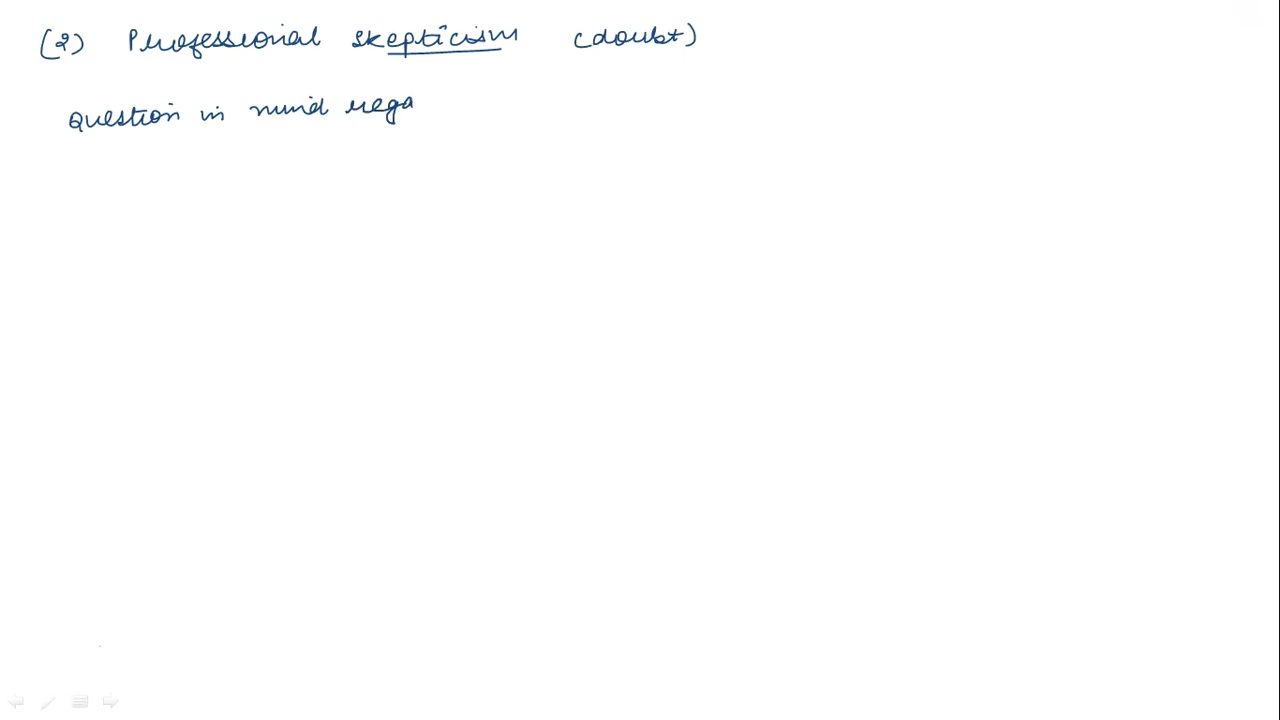 (2) Professional skepticism (doubt)
Question in mind rega